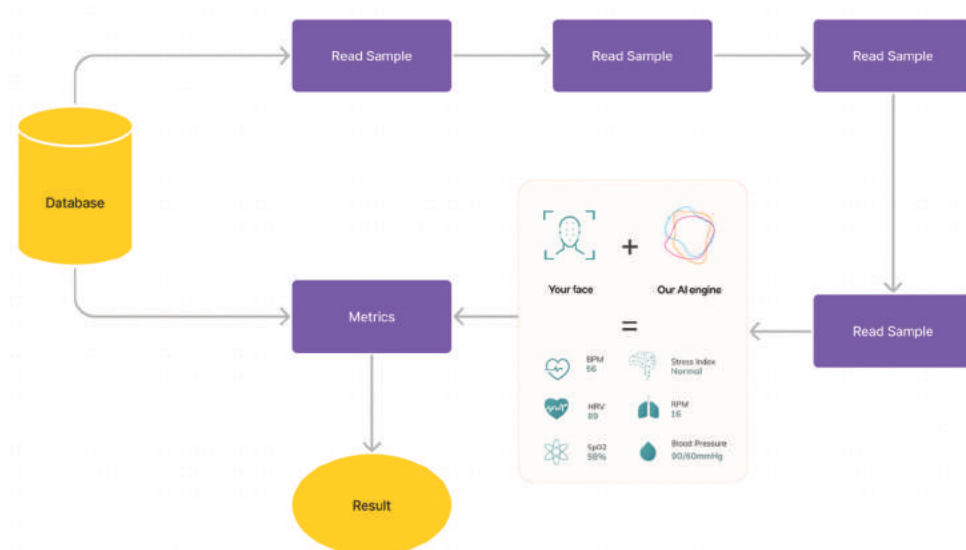 Read Sample
Read Sample
Read Sample
Database
Your face
+
Our AI engine
=
Metrics
Read Sample
BPM
56
Stress Index
Normal
HRV
89
RPM
16
SpO2
98%
Blood Pressure
90/60mmHg
Result